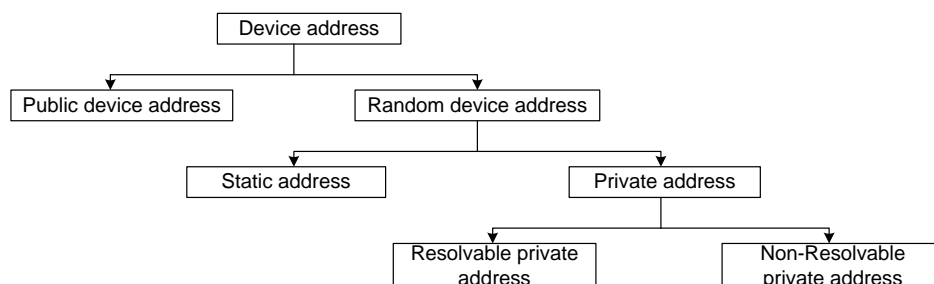 Device address
Public device address
Random device address
Static address
Private address
Resolvable private
address
Non-Resolvable
private address